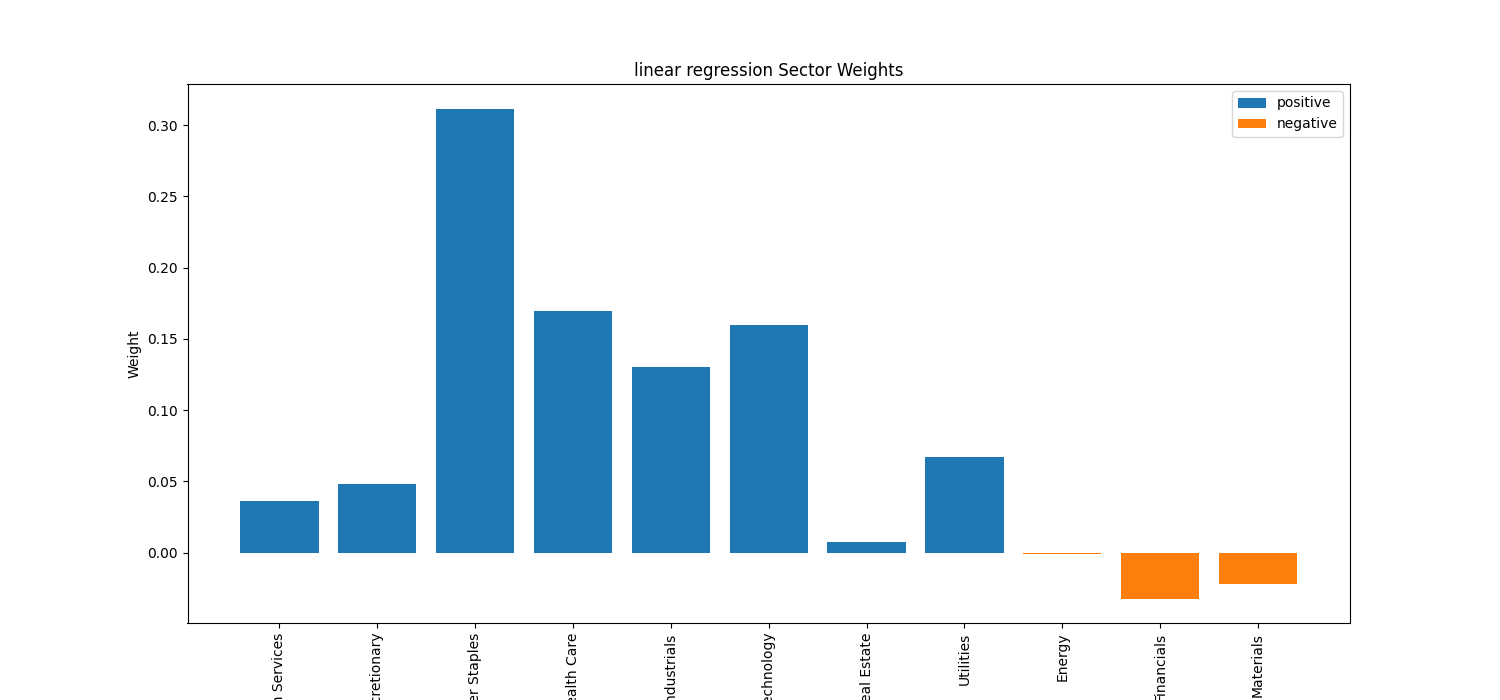 linear regression Sector Weights
positive
negative
Weight
0.30
0.25
0.20
0.15
0.10
0.05
0.00
Services
er Staples
ealth Care
ndustrials
echnology
eal Estate
Utilities
Energy
Financials
Materials
cretionary